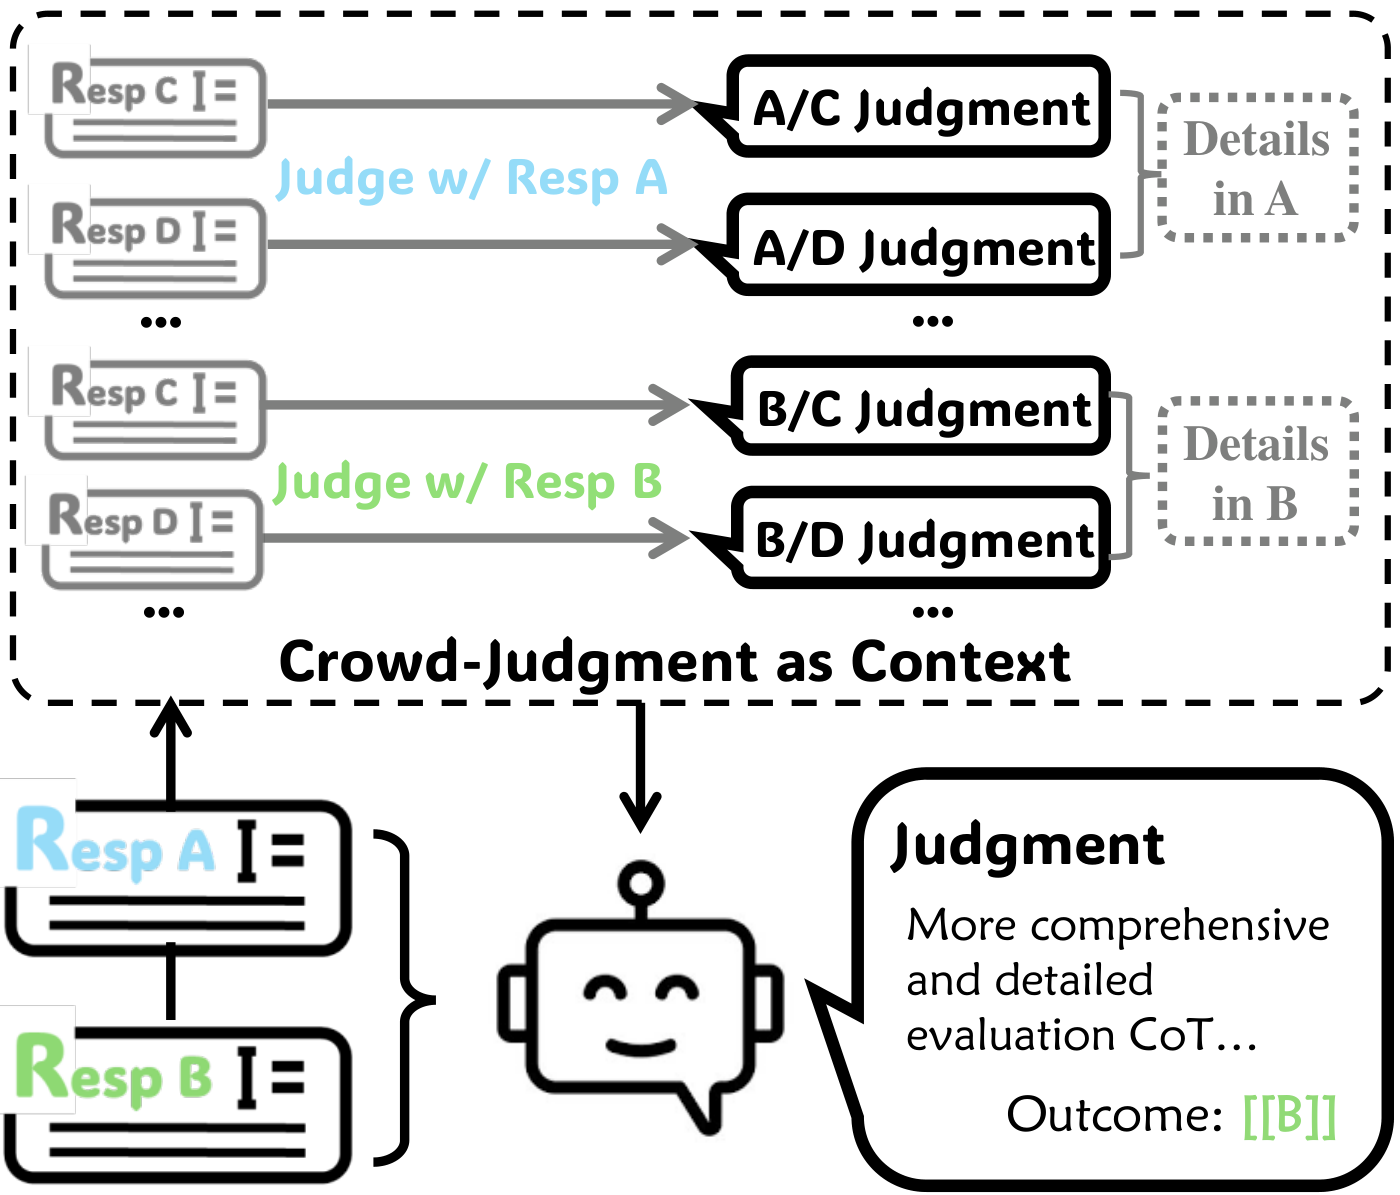 Resp C
A/C Judgment
Details
in A
Judge w/ Resp A
Resp D
A/D Judgment
...
...
Resp C
B/C Judgment
Details
in B
Judge w/ Resp B
Resp D
B/D Judgment
...
...
Crowd-Judgment as Context
Resp A
Resp B
Judgment
More comprehensive
and detailed
evaluation CoT...
Outcome: [[B]]